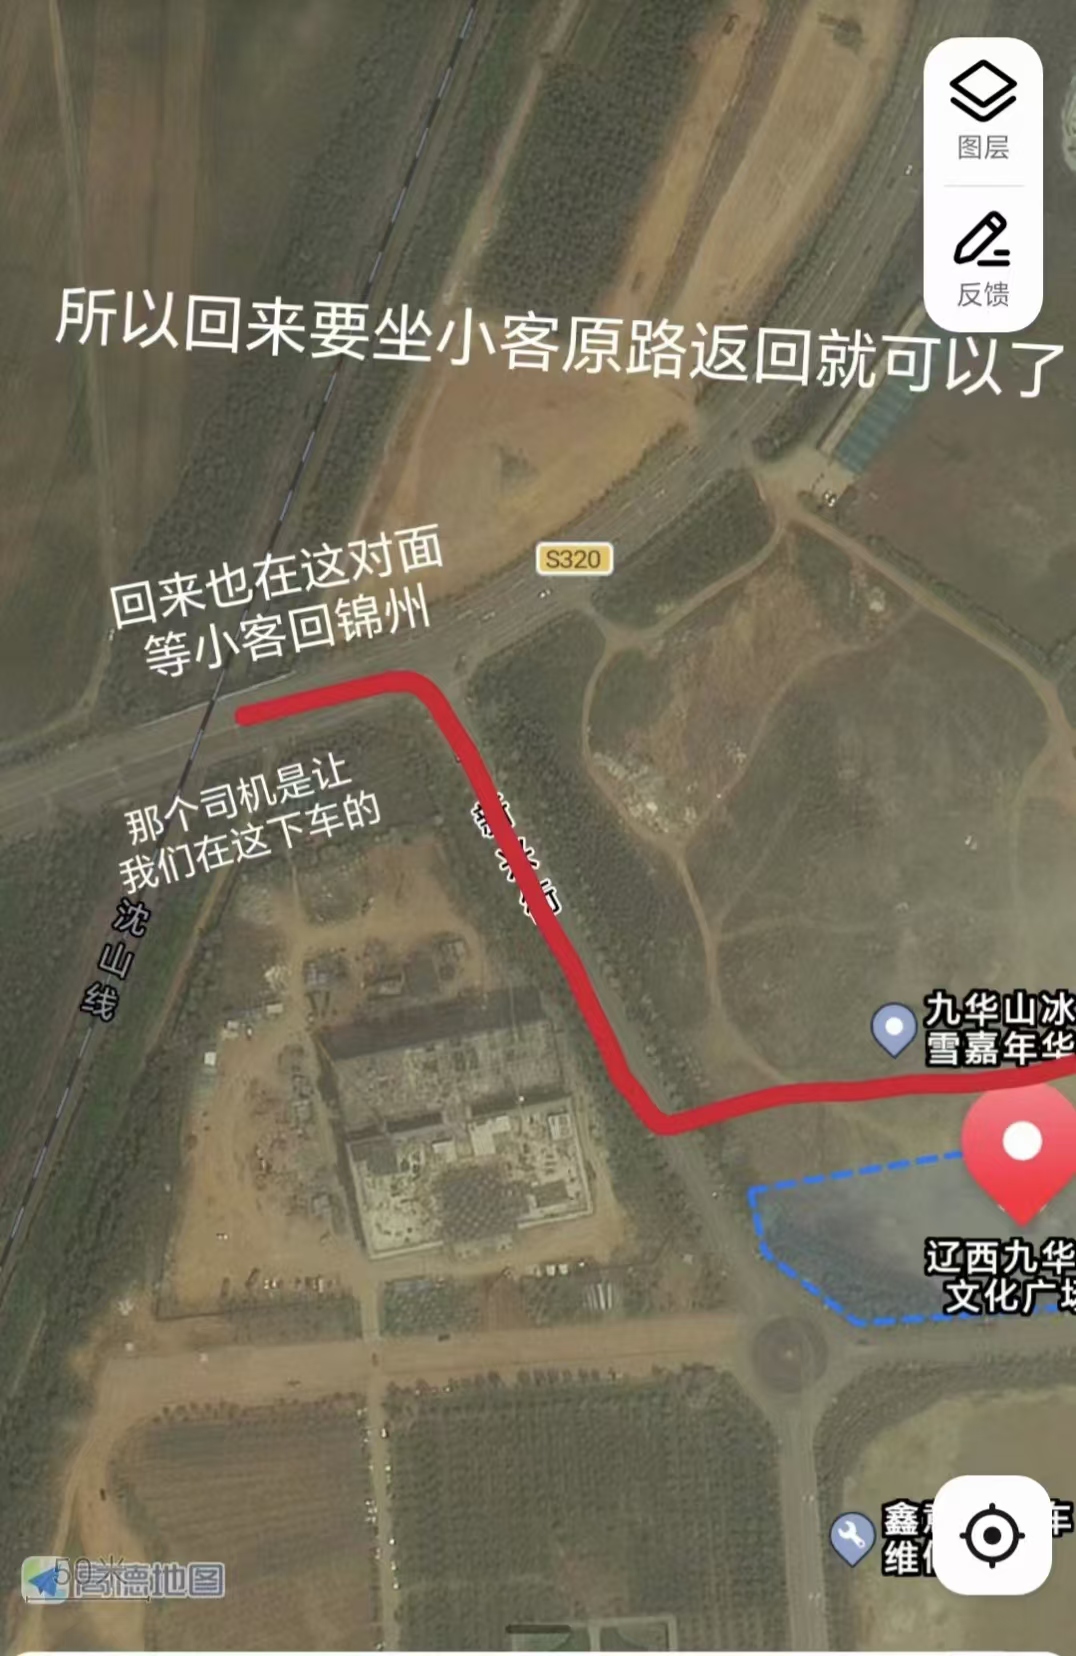 图层
反馈
所以回来要坐小客原路返回就可以了
S320
回来也在这对面
等小客回锦州
那个司机是让
我们在这下车的
沈山线
九华山冰
雪嘉年华
辽西九华
文化广场
鑫
车
维
50米
高德地图